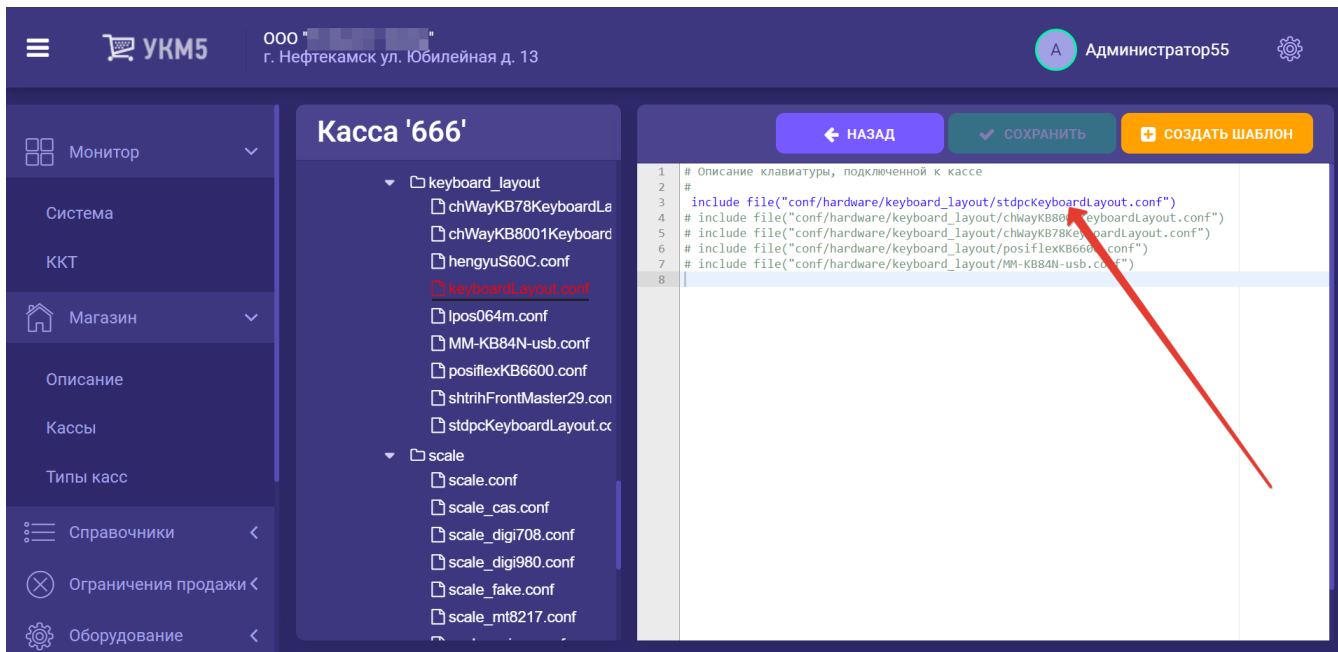 УКМ5
ООО " "
г. Нефтекамск ул. Юбилейная д. 13
А
Администратор55
Монитор
Система
ККТ
Магазин
Описание
Кассы
Типы касс
Справочники
Ограничения продажи
Оборудование
Касса '666'
keyboard_layout
chWayKB78KeyboardLa
chWayKB8001Keyboard
hengyuS60C.conf
keyboardLayout.conf
lpos064m.conf
MM-KB84N-usb.conf
posiflexKB6600.conf
shtrihFrontMaster29.con
stdpcKeyboardLayout.co
scale
scale.conf
scale_cas.conf
scale_digi708.conf
scale_digi980.conf
scale_fake.conf
scale_mt8217.conf
НАЗАД
СОХРАНИТЬ
СОЗДАТЬ ШАБЛОН
1 # Описание клавиатуры, подключенной к кассе
2 #
3 include file("conf/hardware/keyboard_layout/stdpcKeyboardLayout.conf")
4 # include file("conf/hardware/keyboard_layout/chWayKB8001KeyboardLayout.conf")
5 # include file("conf/hardware/keyboard_layout/chWayKB78KeyboardLayout.conf")
6 # include file("conf/hardware/keyboard_layout/posiflexKB6600.conf")
7 # include file("conf/hardware/keyboard_layout/MM-KB84N-usb.conf")
8